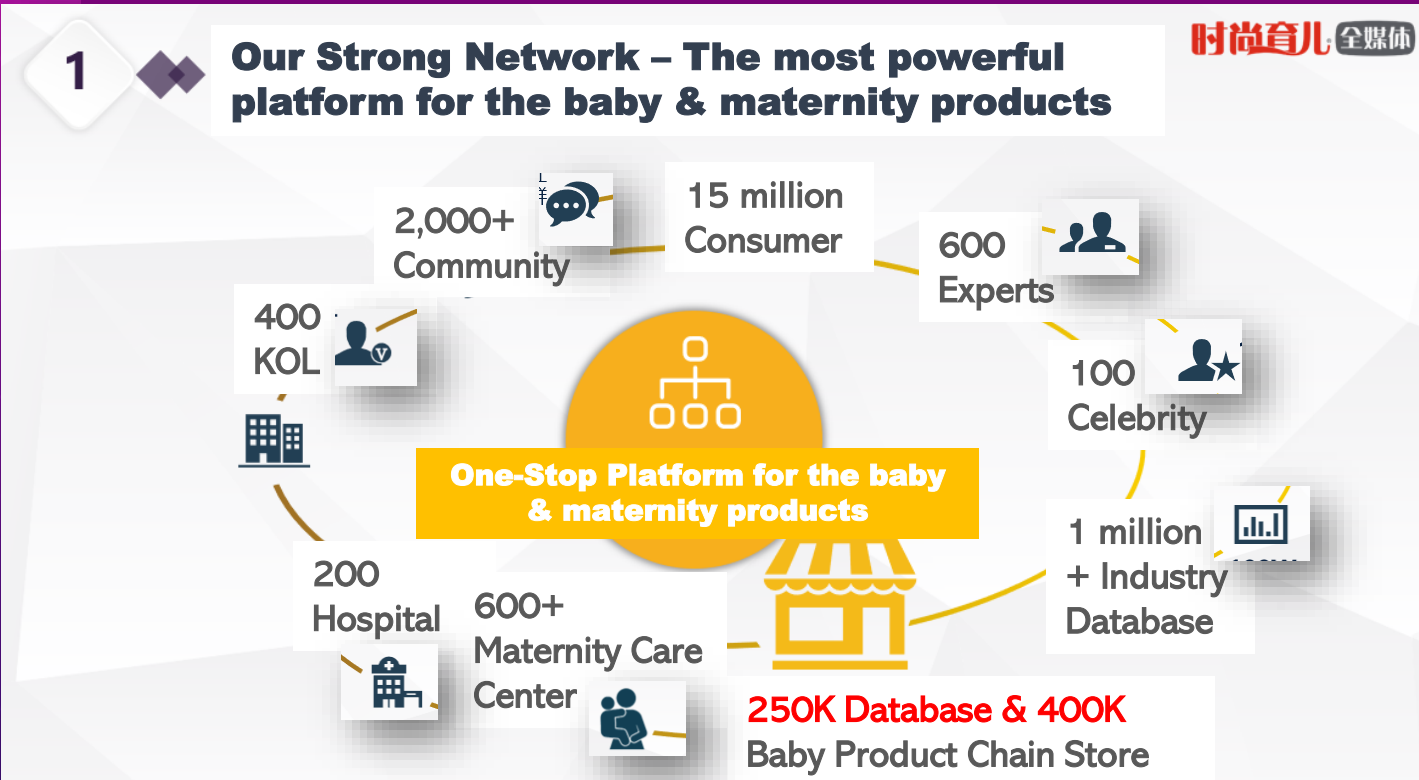 1
Our Strong Network – The most powerful
platform for the baby & maternity products
时尚育儿 全媒体
2,000+
Community
15 million
Consumer
600
Experts
400
KOL
V
100
Celebrity
One-Stop Platform for the baby
& maternity products
1 million
+ Industry
Database
200
Hospital
600+
Maternity Care
Center
250K Database & 400K
Baby Product Chain Store